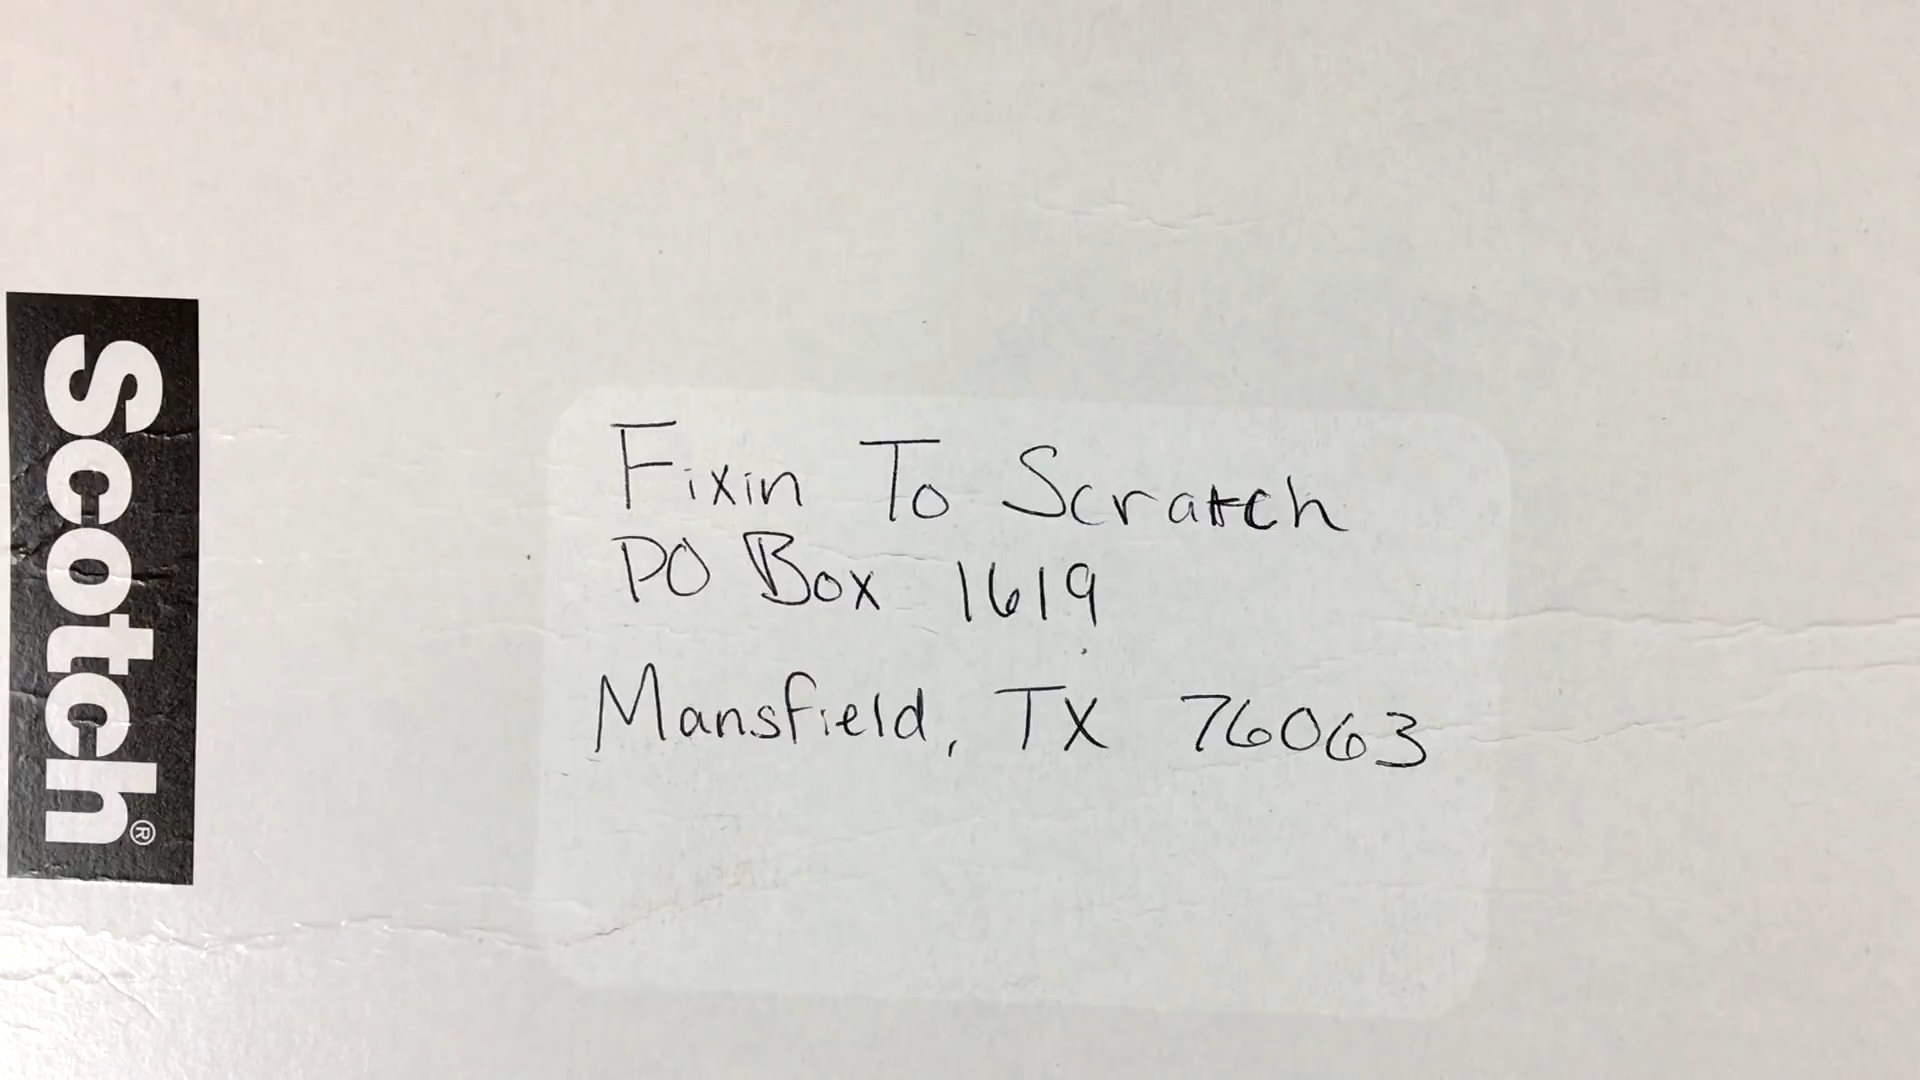 Scotch®
Fixin To Scratch
PO Box 1619
Mansfield, TX 76063